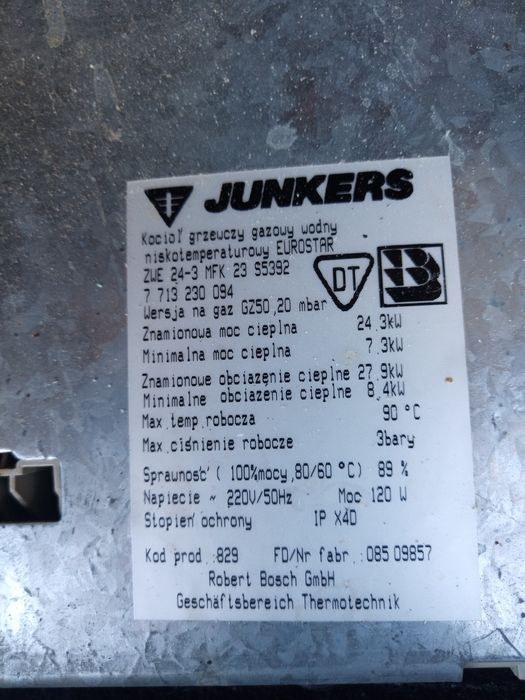 JUNKERS
Kocioł grzewczy gazowy wodny
niskotemperaturowy EUROSTAR
ZWE 24-3 MFK 23 S5392
7 713 230 094
DT
B
Wersja na gaz GZ50,20 mbar
Znamionowa moc cieplna 24.3kW
Minimalna moc cieplna 7.3kW
Znamionowe obciazenie cieplne 27.9kW
Minimalne obciazenie cieplne 8.4kW
Max.temp.robocza 90 °C
Max.ciśnienie robocze 3bary
Sprauność ( 100%mocy,80/60 °C) 89 %
Napiecie ~ 220V/50Hz Moc 120 W
Stopień ochrony IP X4D
Kod prod.:829 FD/Nr fabr.:085 09857
Robert Bosch GmbH
Geschäftsbereich Thermotechnik